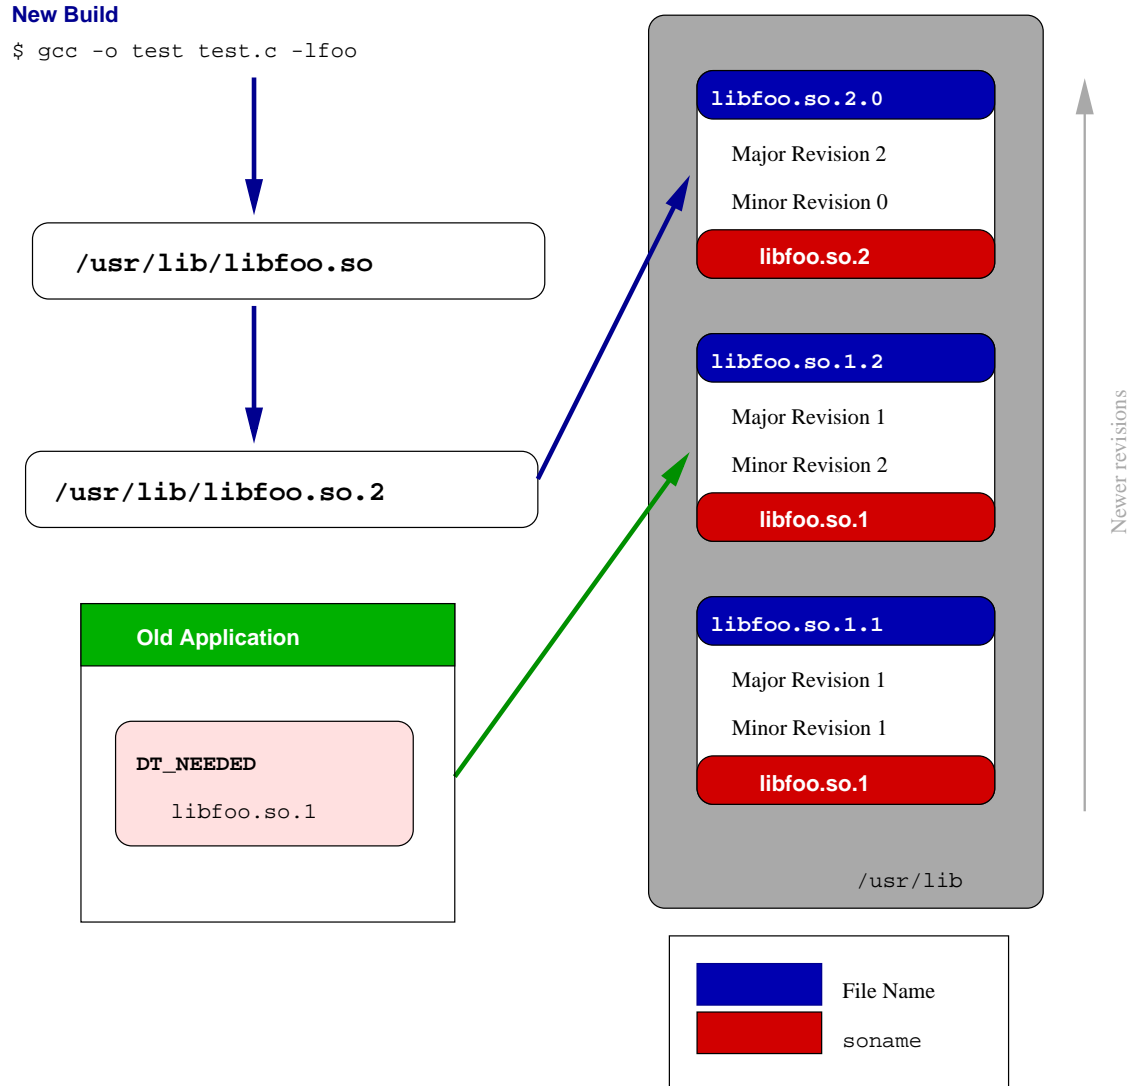 New Build
$ gcc -o test test.c -lfoo
/usr/lib/libfoo.so
/usr/lib/libfoo.so.2
Old Application
DT_NEEDED
libfoo.so.1
libfoo.so.2.0
Major Revision 2
Minor Revision 0
libfoo.so.2
libfoo.so.1.2
Major Revision 1
Minor Revision 2
libfoo.so.1
libfoo.so.1.1
Major Revision 1
Minor Revision 1
libfoo.so.1
/usr/lib
Newer revisions
File Name
soname